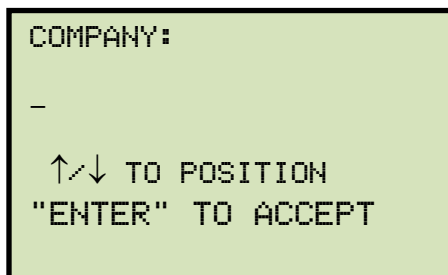 COMPANY:
_
↑/↓ TO POSITION
"ENTER" TO ACCEPT